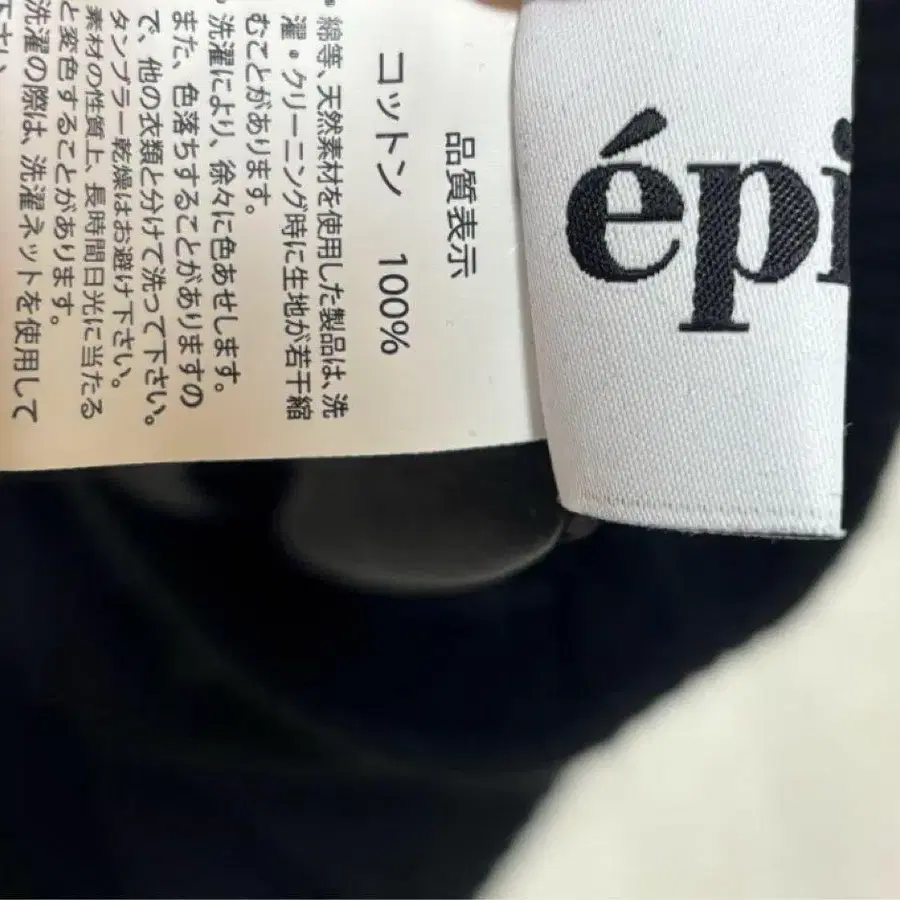 épi
品質表示
コットン 100%
・綿等、天然素材を使用した製品は、洗
濯・クリーニング時に生地が若干縮
むことがあります。
・洗濯により、徐々に色あせします。
また、色落ちすることがありますの
で、他の衣類と分けて洗って下さい。
タンブラー乾燥はお避け下さい。
素材の性質上、長時間日光に当たる
と変色することがあります。
洗濯の際は、洗濯ネットを使用して
下さい。